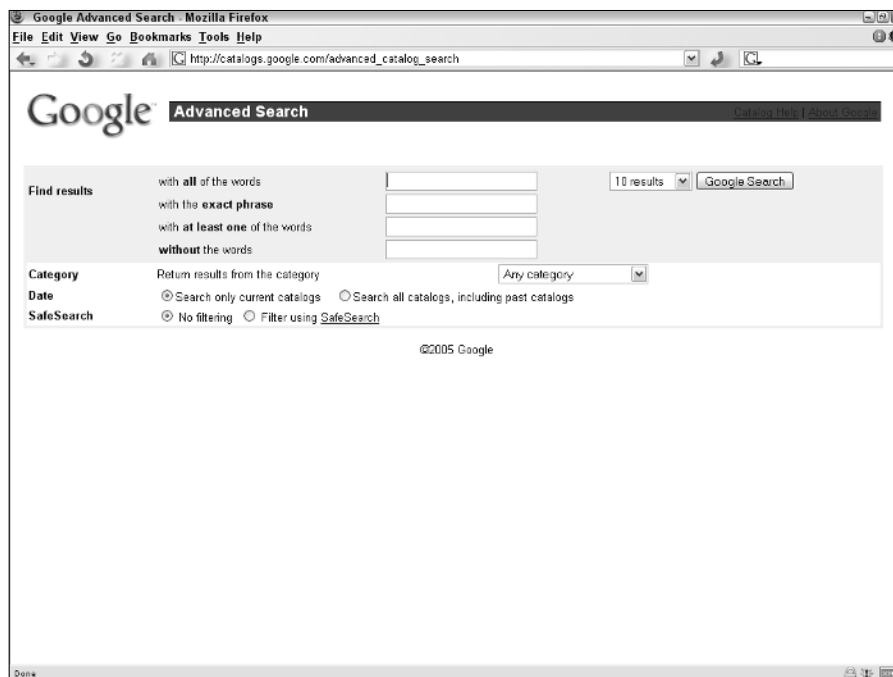 Google Advanced Search - Mozilla Firefox
File Edit View Go Bookmarks Tools Help
http://catalogs.google.com/advanced_catalog_search
Google Advanced Search Catalog Help | About Google
Find results with all of the words 10 results Google Search
with the exact phrase
with at least one of the words
without the words
Category Return results from the category Any category
Date Search only current catalogs Search all catalogs, including past catalogs
SafeSearch No filtering Filter using SafeSearch
©2005 Google
Done